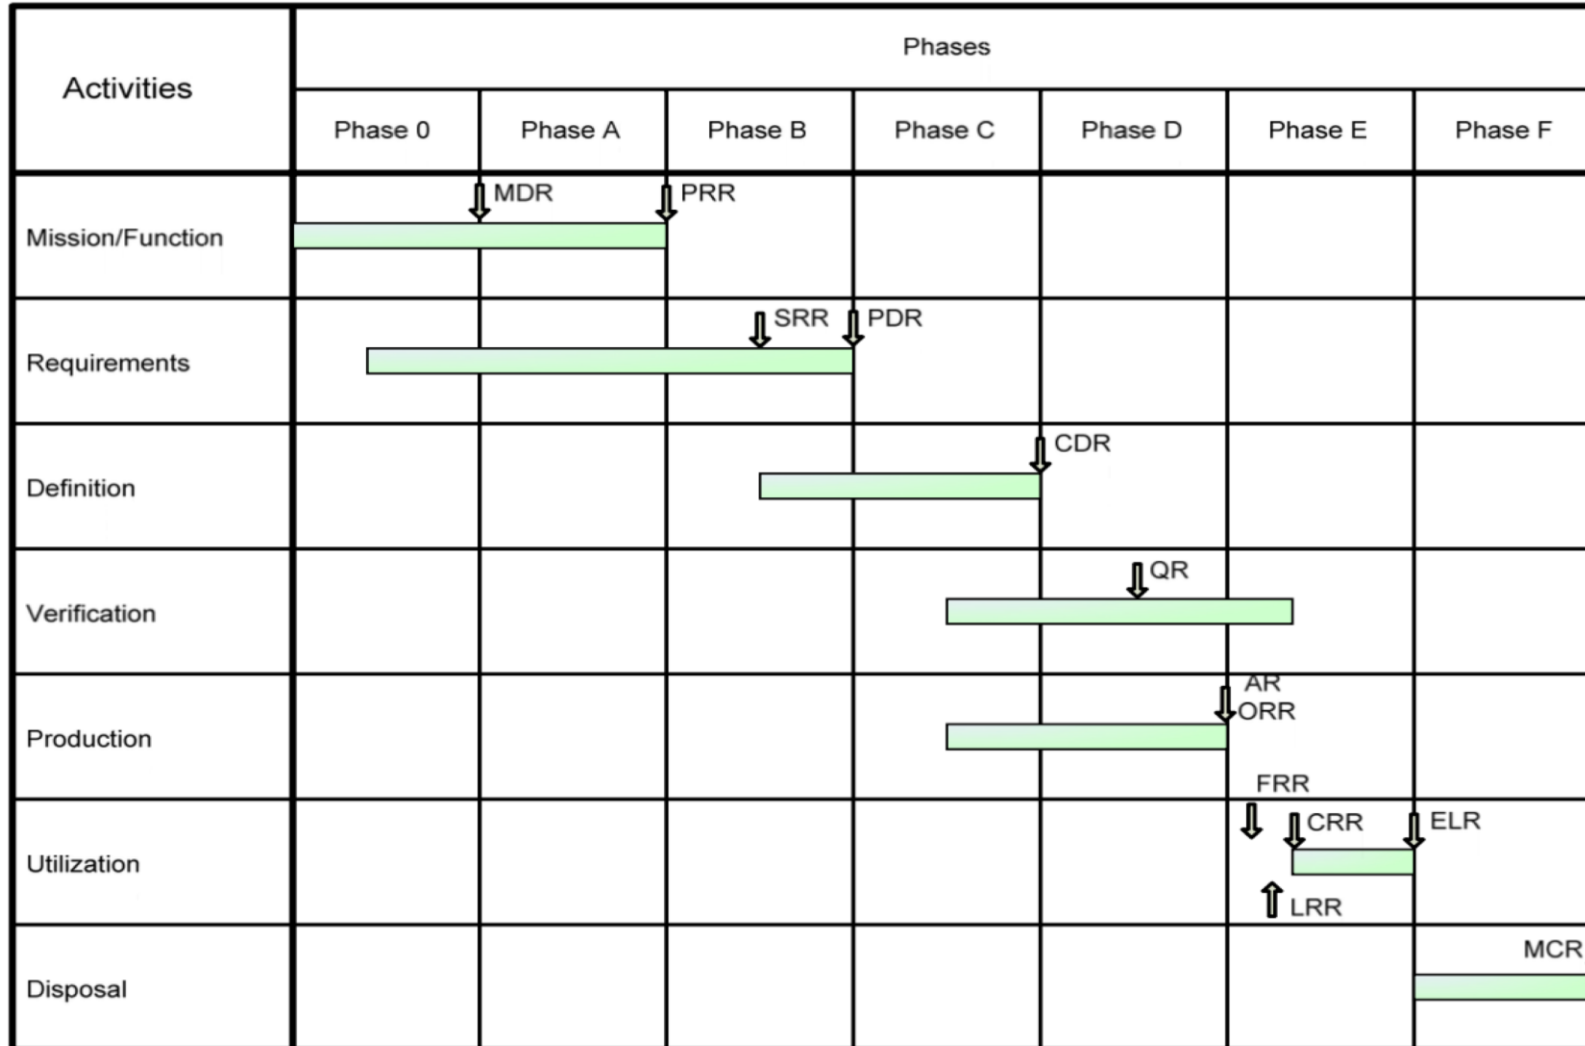 Activities
Phases
Phase 0 Phase A Phase B Phase C Phase D Phase E Phase F
MDR PRR
Mission/Function
SRR PDR
Requirements
CDR
Definition
QR
Verification
AR
ORR
Production
FRR
CRR ELR
Utilization
LRR
MCR
Disposal